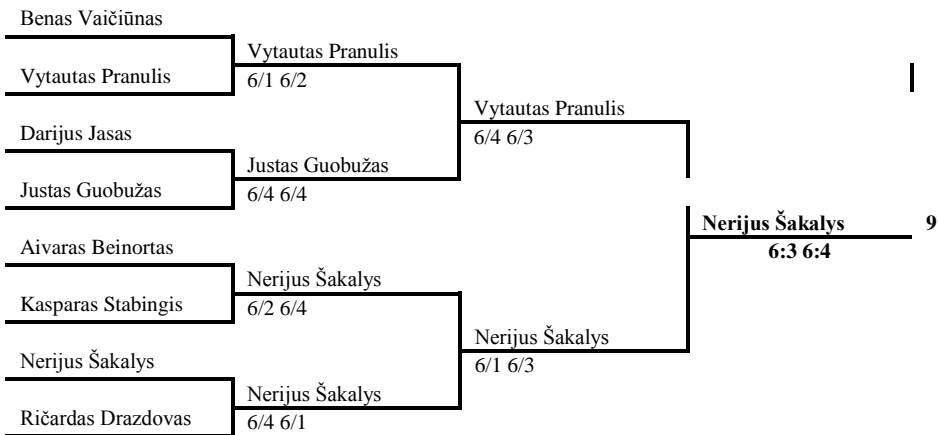 Benas Vaičiūnas
Vytautas Pranulis
6/1 6/2
Vytautas Pranulis
Vytautas Pranulis
6/4 6/3
Darijus Jasas
Justas Guobužas
6/4 6/4
Justas Guobužas
Nerijus Šakalys 9
6:3 6:4
Aivaras Beinortas
Nerijus Šakalys
6/2 6/4
Kasparas Stabingis
Nerijus Šakalys
6/1 6/3
Nerijus Šakalys
Nerijus Šakalys
6/4 6/1
Ričardas Drazdovas